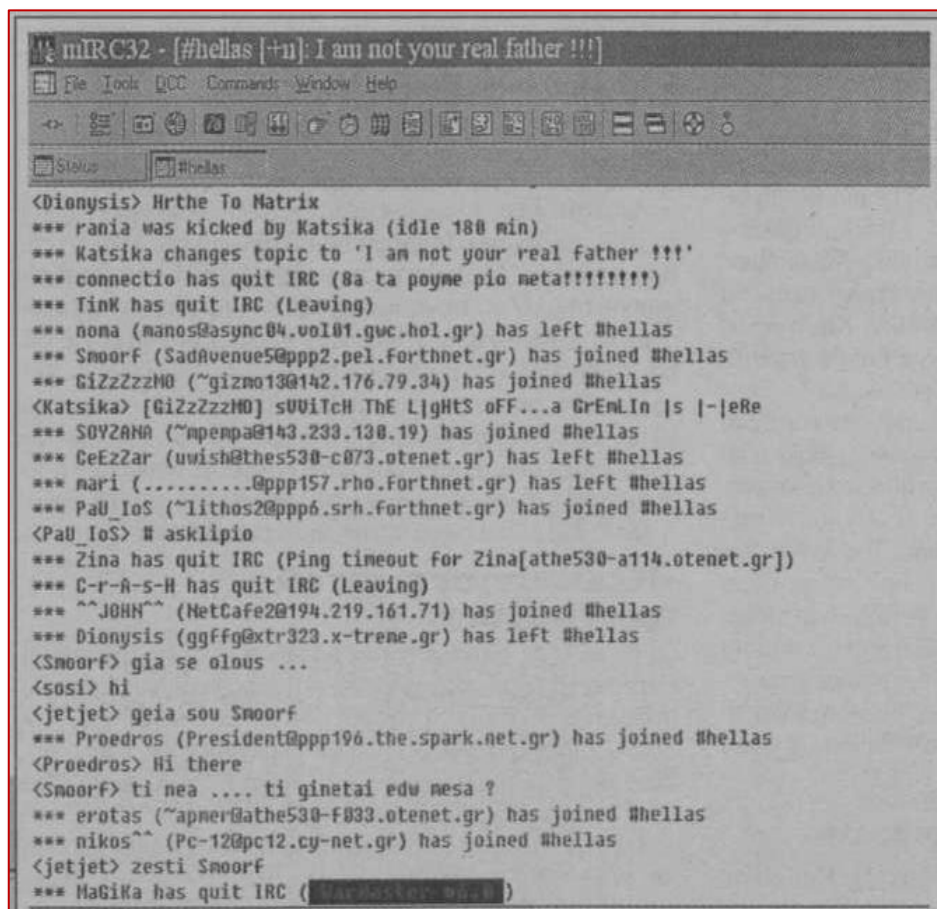 mIRC32 - [#hellas [+n]: I am not your real father !!!]
File Tools DCC Commands Window Help
Status #hellas
<Dionysis> Hrthe To Matrix
*** rania was kicked by Katsika (idle 180 min)
*** Katsika changes topic to 'I am not your real father !!!'
*** connectio has quit IRC (8a ta poyme pio meta!!!!!!!!)
*** TinK has quit IRC (Leaving)
*** noma (manos@async04.vol01.gwc.hol.gr) has left #hellas
*** Smoorf (SadAvenue5@ppp2.pel.forthnet.gr) has joined #hellas
*** GiZzZzzMO (~gizmo13@142.176.79.34) has joined #hellas
<Katsika> [GiZzZzzMO] sVViTcH ThE L|gHtS oFF...a GrEmLIn |s |-|eRe
*** SOYZANA (~mpempa@143.233.130.19) has joined #hellas
*** CeEzZar (uwish@thes530-c073.otenet.gr) has left #hellas
*** mari (..........@ppp157.rho.forthnet.gr) has left #hellas
*** PaU_IoS (~lithos2@ppp6.srh.forthnet.gr) has joined #hellas
<PaU_IoS> # asklipio
*** Zina has quit IRC (Ping timeout for Zina[athe530-a114.otenet.gr])
*** C-r-A-s-H has quit IRC (Leaving)
*** ^^JOHN^^ (NetCafe2@194.219.161.71) has joined #hellas
*** Dionysis (ggffg@xtr323.x-treme.gr) has left #hellas
<Smoorf> gia se olous ...
<sosi> hi
<jetjet> geia sou Smoorf
*** Proedros (President@ppp196.the.spark.net.gr) has joined #hellas
<Proedros> Hi there
<Smoorf> ti nea .... ti ginetai edw mesa ?
*** erotas (~apmer@athe530-f033.otenet.gr) has joined #hellas
*** nikos^^ (Pc-12@pc12.cy-net.gr) has joined #hellas
<jetjet> zesti Smoorf
*** MaGiKa has quit IRC ( )